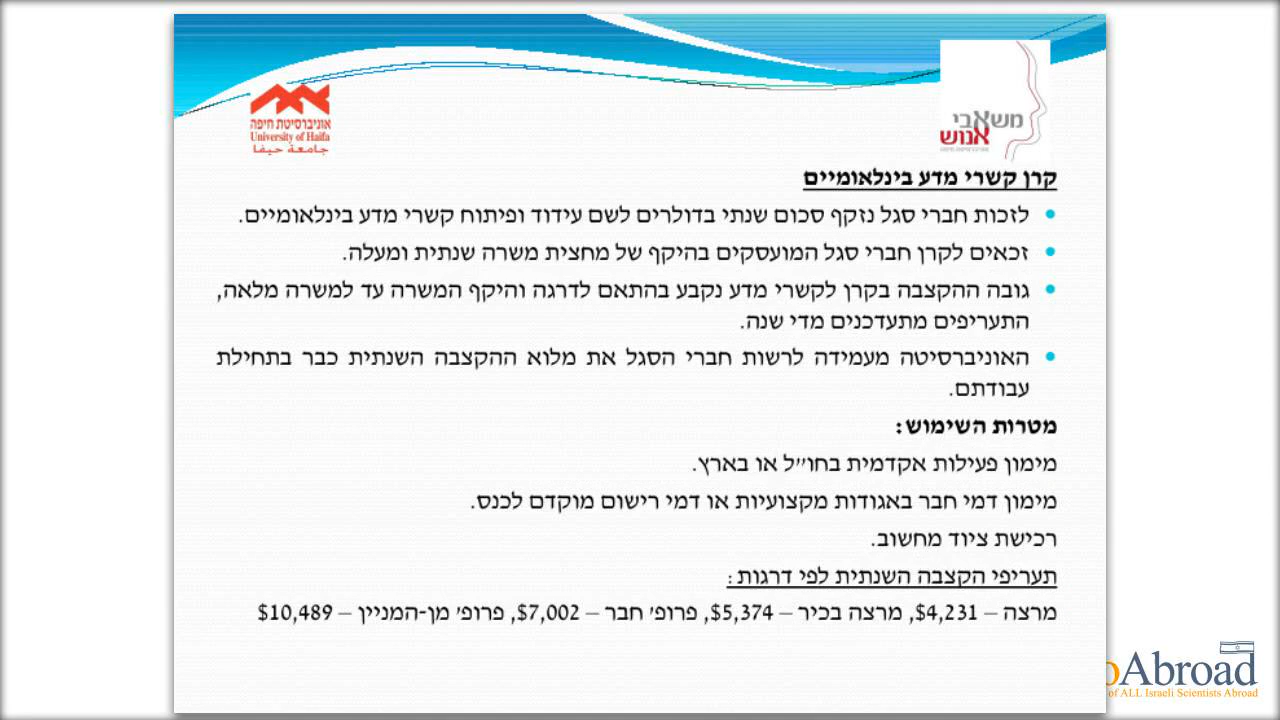 אוניברסיטת חיפה
University of Haifa
جامعة حيفا
משאבי
אנוש
קרן קשרי מדע בינלאומיים
• לזכות חברי סגל נזקף סכום שנתי בדולרים לשם עידוד ופיתוח קשרי מדע בינלאומיים.
• זכאים לקרן חברי סגל המועסקים בהיקף של מחצית משרה שנתית ומעלה.
• גובה ההקצבה בקרן לקשרי מדע נקבע בהתאם לדרגה והיקף המשרה עד למשרה מלאה,
התעריפים מתעדכנים מדי שנה.
• האוניברסיטה מעמידה לרשות חברי הסגל את מלוא ההקצבה השנתית כבר בתחילת
עבודתם.
מטרות השימוש:
מימון פעילות אקדמית בחו"ל או בארץ.
מימון דמי חבר באגודות מקצועיות או דמי רישום מוקדם לכנס.
רכישת ציוד מחשוב.
תעריפי הקצבה השנתית לפי דרגות:
מרצה – $4,231, מרצה בכיר – $5,374, פרופ' חבר – $7,002, פרופ' מן-המניין – $10,489
oAbroad
of ALL Israeli Scientists Abroad